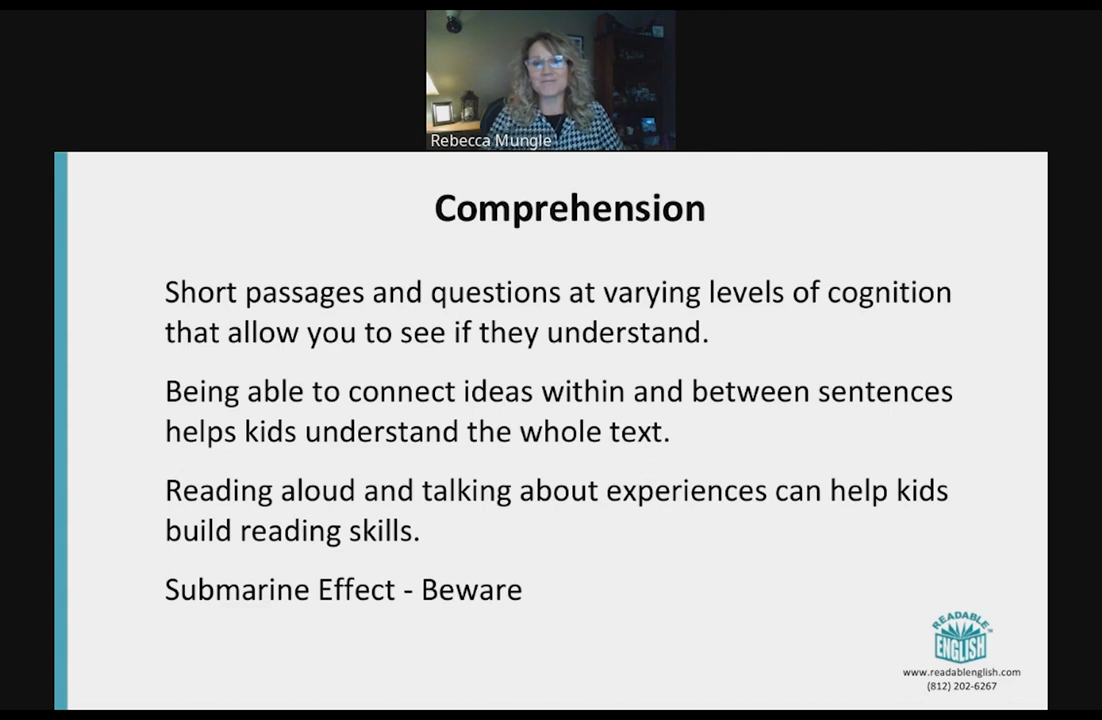 Rebecca Mungle
Comprehension
Short passages and questions at varying levels of cognition
that allow you to see if they understand.
Being able to connect ideas within and between sentences
helps kids understand the whole text.
Reading aloud and talking about experiences can help kids
build reading skills.
Submarine Effect - Beware
READABLE
ENGLISH
www.readablenglish.com
(812) 202-6267